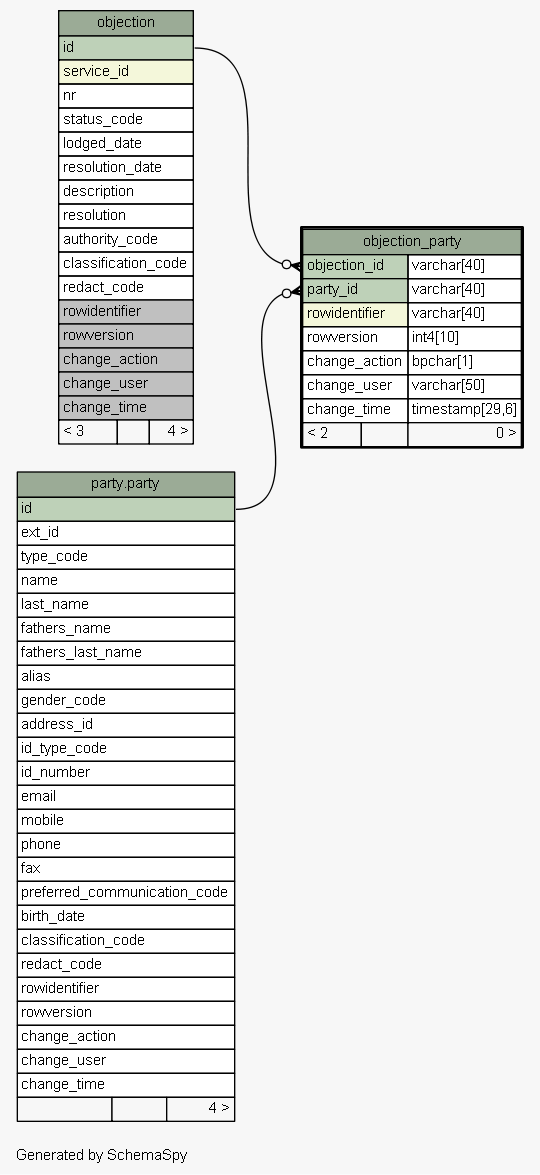 objection
id
service_id
nr
status_code
lodged_date
resolution_date
description
resolution
authority_code
classification_code
redact_code
rowidentifier
rowversion
change_action
change_user
change_time
< 3 4 >
objection_party
objection_id varchar[40]
party_id varchar[40]
rowidentifier varchar[40]
rowversion int4[10]
change_action bpchar[1]
change_user varchar[50]
change_time timestamp[29,6]
< 2 0 >
party.party
id
ext_id
type_code
name
last_name
fathers_name
fathers_last_name
alias
gender_code
address_id
id_type_code
id_number
email
mobile
phone
fax
preferred_communication_code
birth_date
classification_code
redact_code
rowidentifier
rowversion
change_action
change_user
change_time
4 >
Generated by SchemaSpy